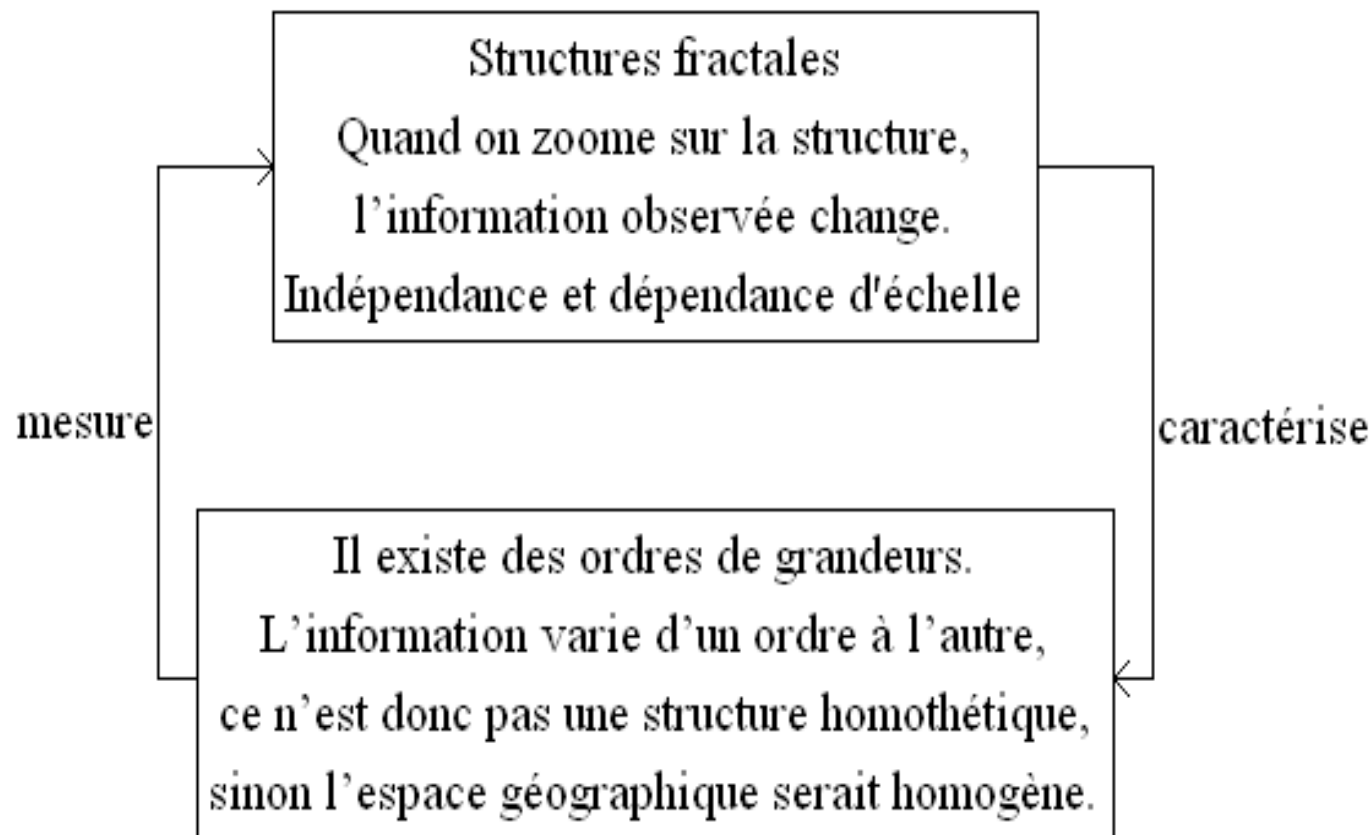 Structures fractales
Quand on zoome sur la structure,
l’information observée change.
Indépendance et dépendance d'échelle
mesure
caractérise
Il existe des ordres de grandeurs.
L’information varie d’un ordre à l’autre,
ce n’est donc pas une structure homothétique,
sinon l’espace géographique serait homogène.